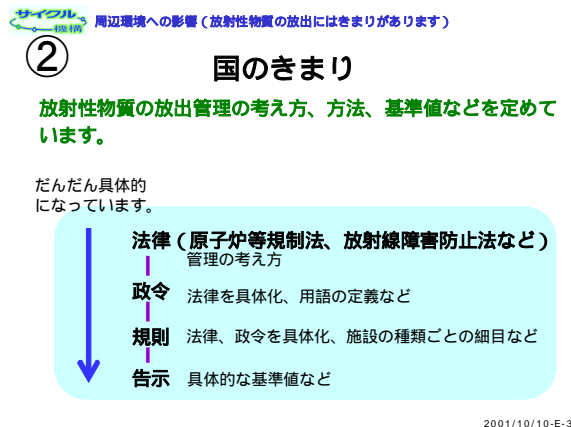 サイクル機構
周辺環境への影響（放射性物質の放出にはきまりがあります）
②
国のきまり
放射性物質の放出管理の考え方、方法、基準値などを定めて
います。
だんだん具体的
になっています。
法律（原子炉等規制法、放射線障害防止法など）
管理の考え方
政令 法律を具体化、用語の定義など
規則 法律、政令を具体化、施設の種類ごとの細目など
告示 具体的な基準値など
2001/10/10-E-3